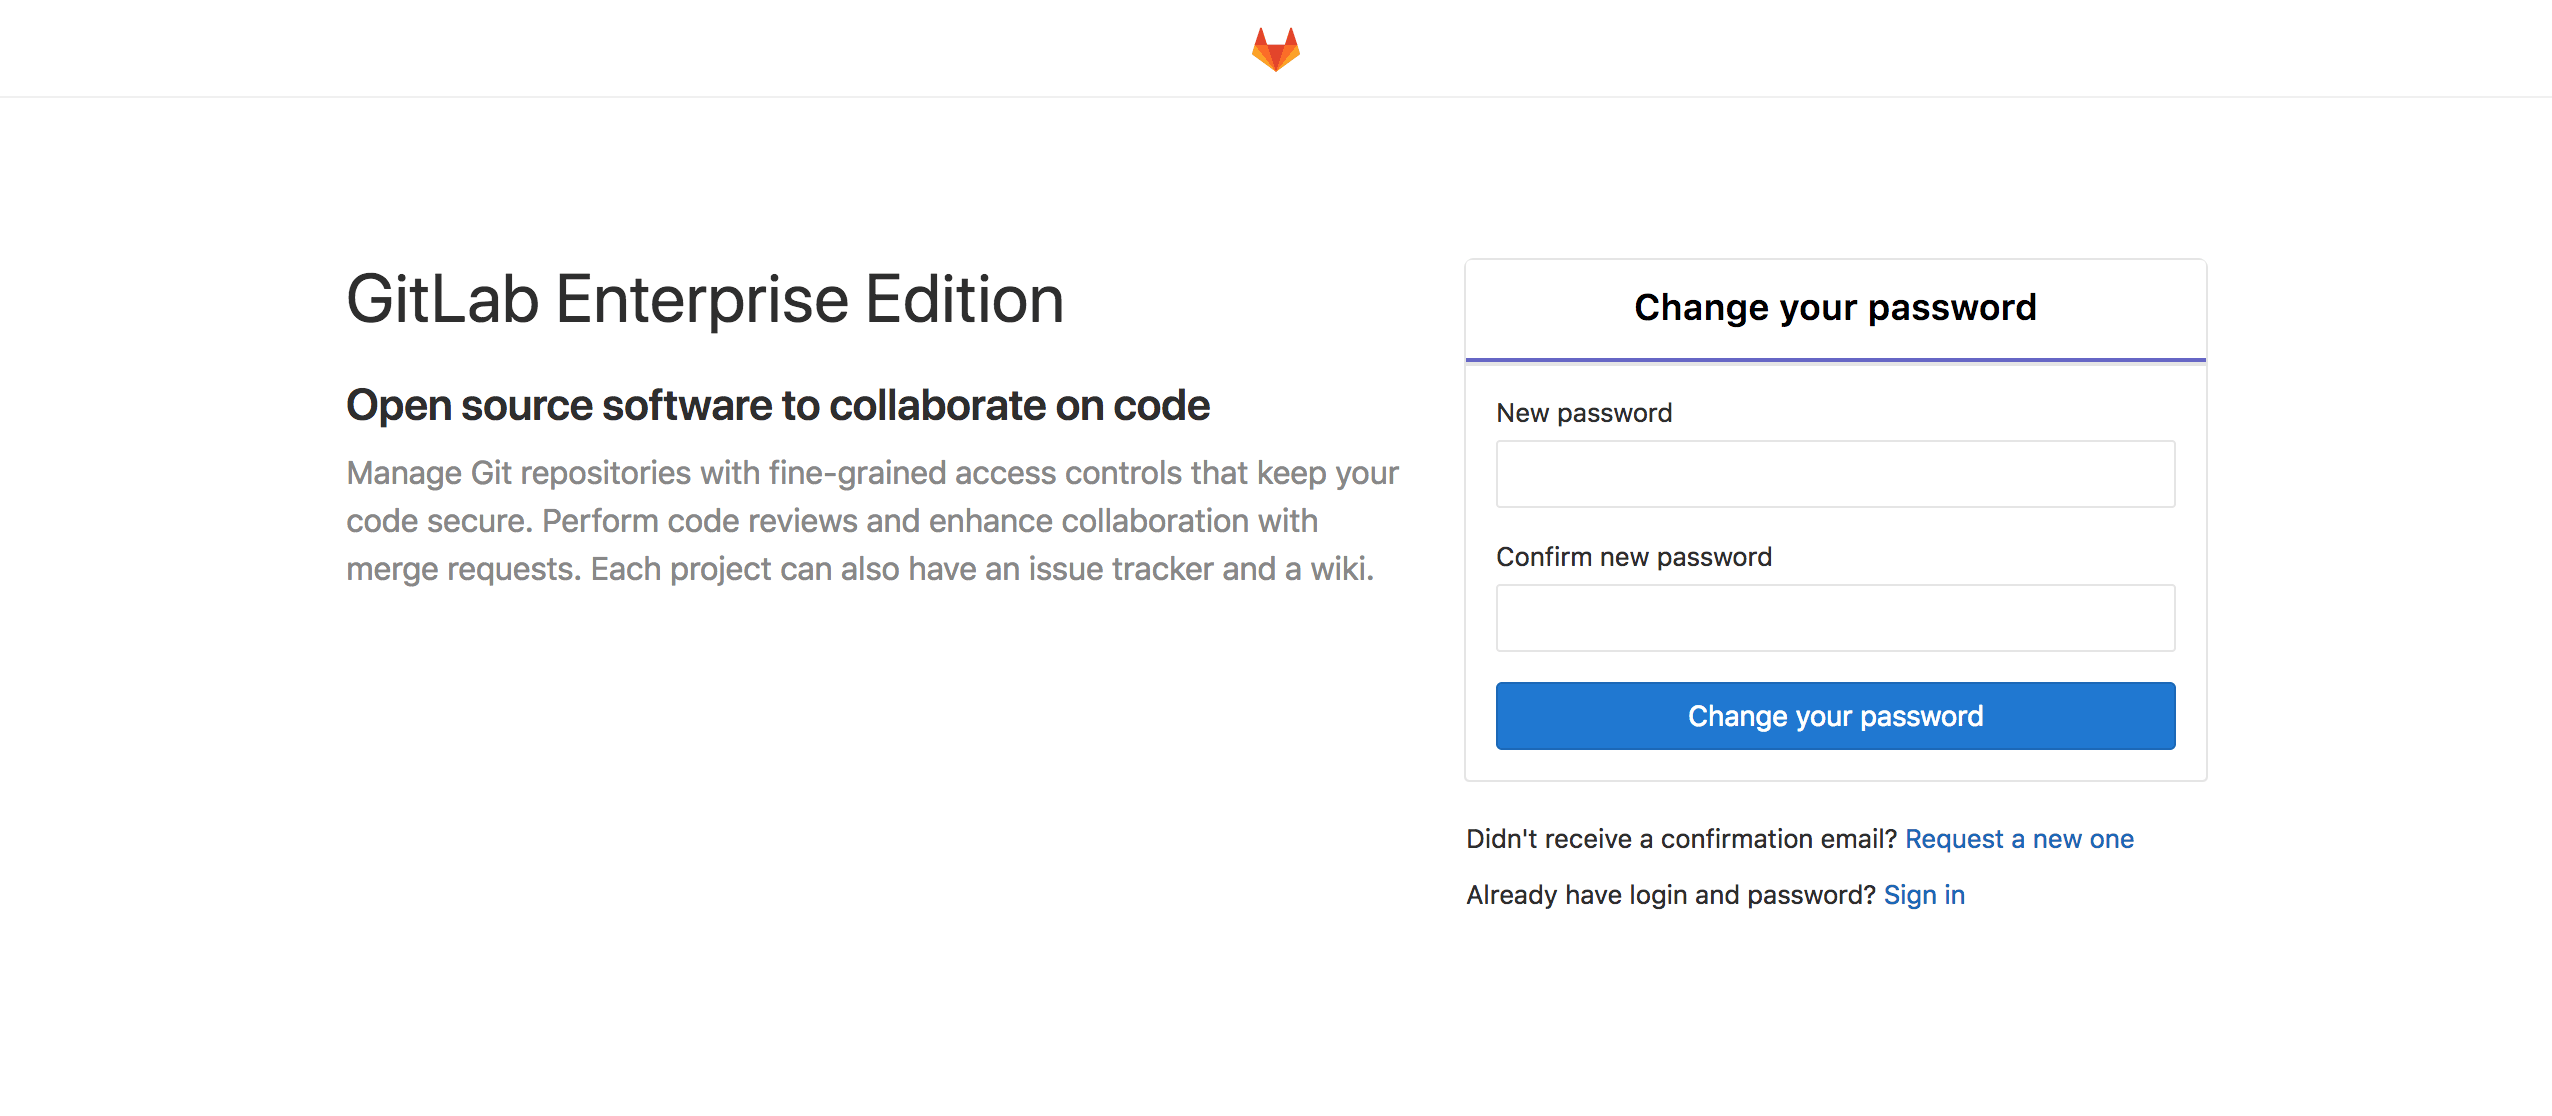 GitLab Enterprise Edition
Open source software to collaborate on code
Manage Git repositories with fine-grained access controls that keep your
code secure. Perform code reviews and enhance collaboration with
merge requests. Each project can also have an issue tracker and a wiki.
Change your password
New password
Confirm new password
Change your password
Didn't receive a confirmation email? Request a new one
Already have login and password? Sign in